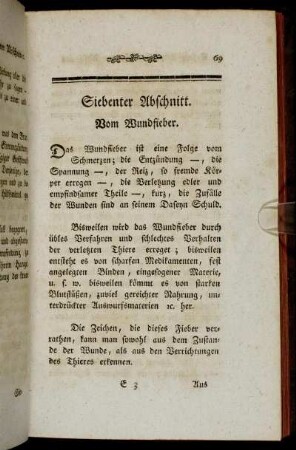 69
Siebenter Abschnitt.
Vom Wundfieber.
Das Wundfieber ist eine Folge vom
Schmerzen; die Entzündung —, die
Spannung —, der Reiz, so fremde Kör-
per erregen —, die Verletzung edler und
empfindsamer Theile —, kurz, die Zufälle
der Wunden sind an seinem Daseyn Schuld.
Bisweilen wird das Wundfieber durch
übles Verfahren und schlechtes Verhalten
der verletzten Thiere erreget; bisweilen
entsteht es von scharfen Medikamenten, fest
angelegten Binden, eingesogener Materie,
u. s. w. bisweilen kömmt es von starken
Blutflüßen, zuviel gereichter Nahrung, un-
terdrückter Auswurfsmaterien ꝛc. her.
Die Zeichen, die dieses Fieber ver-
rathen, kann man sowohl aus dem Zustan-
de der Wunde, als aus den Verrichtungen
des Thieres erkennen.
E 3 Aus